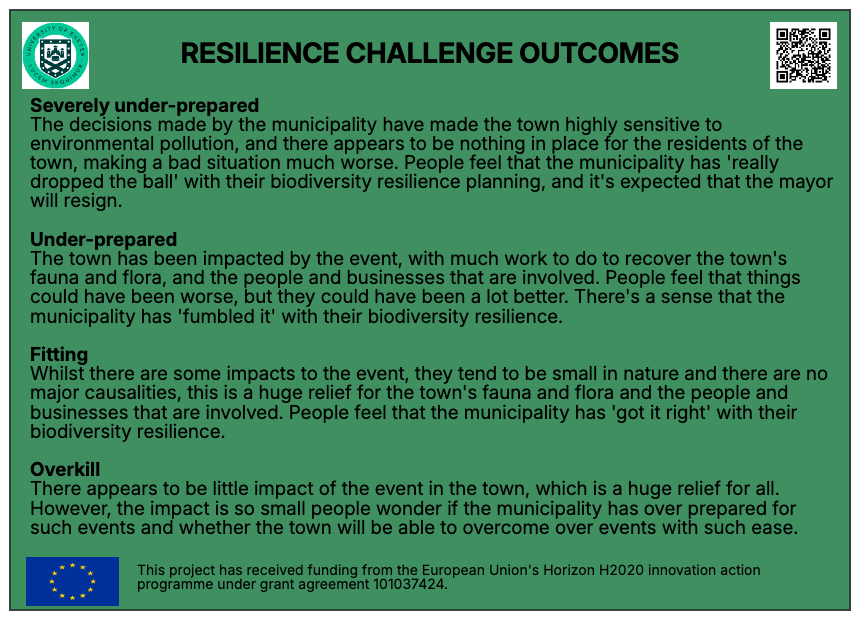 UNIVERSITY OF EXETER
LUCEM SEQUIMUR
RESILIENCE CHALLENGE OUTCOMES
Severely under-prepared
The decisions made by the municipality have made the town highly sensitive to
environmental pollution, and there appears to be nothing in place for the residents of the
town, making a bad situation much worse. People feel that the municipality has 'really
dropped the ball' with their biodiversity resilience planning, and it's expected that the mayor
will resign.
Under-prepared
The town has been impacted by the event, with much work to do to recover the town's
fauna and flora, and the people and businesses that are involved. People feel that things
could have been worse, but they could have been a lot better. There's a sense that the
municipality has 'fumbled it' with their biodiversity resilience.
Fitting
Whilst there are some impacts to the event, they tend to be small in nature and there are no
major causalities, this is a huge relief for the town's fauna and flora and the people and
businesses that are involved. People feel that the municipality has 'got it right' with their
biodiversity resilience.
Overkill
There appears to be little impact of the event in the town, which is a huge relief for all.
However, the impact is so small people wonder if the municipality has over prepared for
such events and whether the town will be able to overcome over events with such ease.
This project has received funding from the European Union's Horizon H2020 innovation action
programme under grant agreement 101037424.